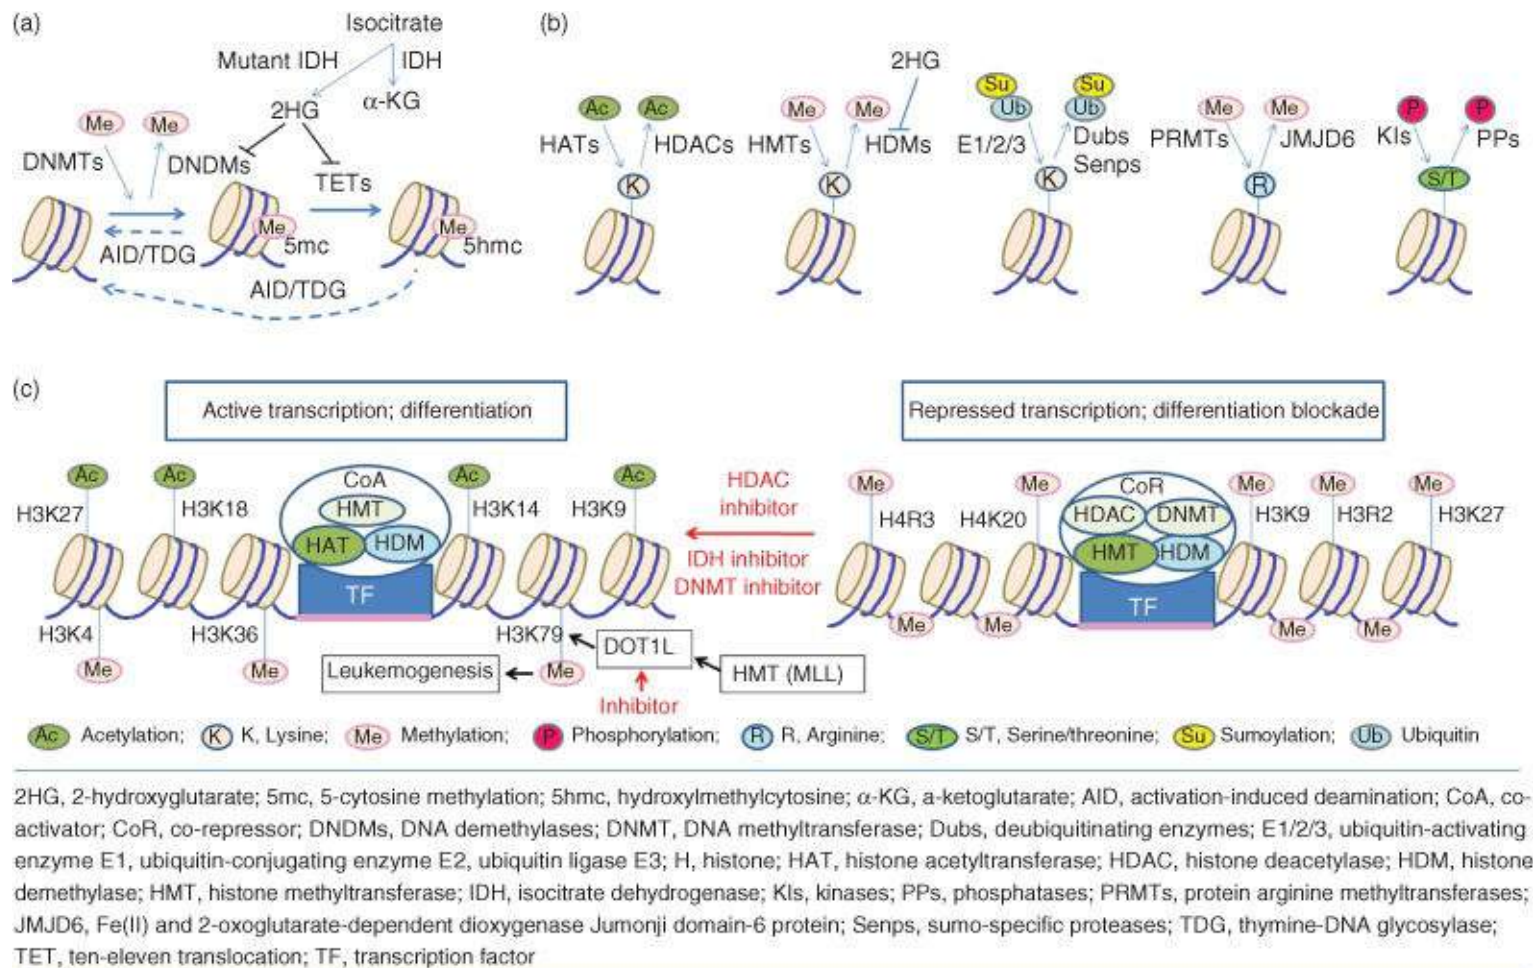 (a)
Isocitrate
Mutant IDH
IDH
2HG
α-KG
Me
Me
DNMTs
DNDMs
TETs
Me
5mc
Me
5hmc
AID/TDG
AID/TDG
(b)
2HG
Ac
Ac
HATs
HDACs
K
Me
Me
HMTs
HDMs
K
Su
Ub
Su
Ub
E1/2/3
Dubs
Senps
K
Me
Me
PRMTs
JMJD6
R
P
P
KIs
PPs
S/T
(c)
Active transcription; differentiation
Repressed transcription; differentiation blockade
Ac
Ac
Ac
Ac
H3K27
H3K18
H3K14
H3K9
CoA
HMT
HAT
HDM
TF
H3K4
H3K36
H3K79
Me
Me
Me
Leukemogenesis
DOT1L
HMT (MLL)
Inhibitor
HDAC
inhibitor
IDH inhibitor
DNMT inhibitor
Me
Me
Me
Me
Me
H4R3
H4K20
H3K9
H3R2
H3K27
CoR
HDAC
DNMT
HMT
HDM
TF
Me
Me
Me
Me
Ac Acetylation; K K, Lysine; Me Methylation; P Phosphorylation; R R, Arginine; S/T S/T, Serine/threonine; Su Sumoylation; Ub Ubiquitin
2HG, 2-hydroxyglutarate; 5mc, 5-cytosine methylation; 5hmc, hydroxylmethylcytosine; α-KG, a-ketoglutarate; AID, activation-induced deamination; CoA, co-
activator; CoR, co-repressor; DNDMs, DNA demethylases; DNMT, DNA methyltransferase; Dubs, deubiquitinating enzymes; E1/2/3, ubiquitin-activating
enzyme E1, ubiquitin-conjugating enzyme E2, ubiquitin ligase E3; H, histone; HAT, histone acetyltransferase; HDAC, histone deacetylase; HDM, histone
demethylase; HMT, histone methyltransferase; IDH, isocitrate dehydrogenase; KIs, kinases; PPs, phosphatases; PRMTs, protein arginine methyltransferases;
JMJD6, Fe(II) and 2-oxoglutarate-dependent dioxygenase Jumonji domain-6 protein; Senps, sumo-specific proteases; TDG, thymine-DNA glycosylase;
TET, ten-eleven translocation; TF, transcription factor